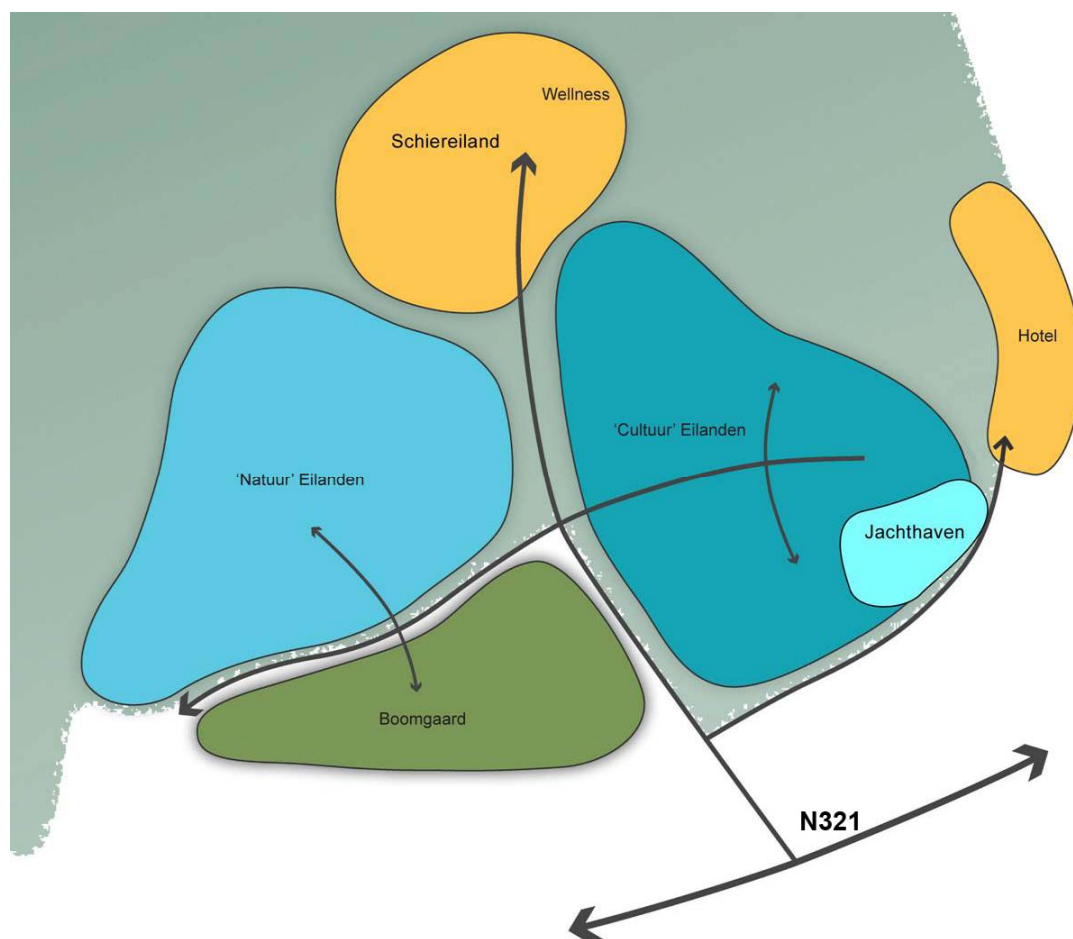 Wellness
Schiereiland
Hotel
‘Cultuur’ Eilanden
‘Natuur’ Eilanden
Jachthaven
Boomgaard
N321